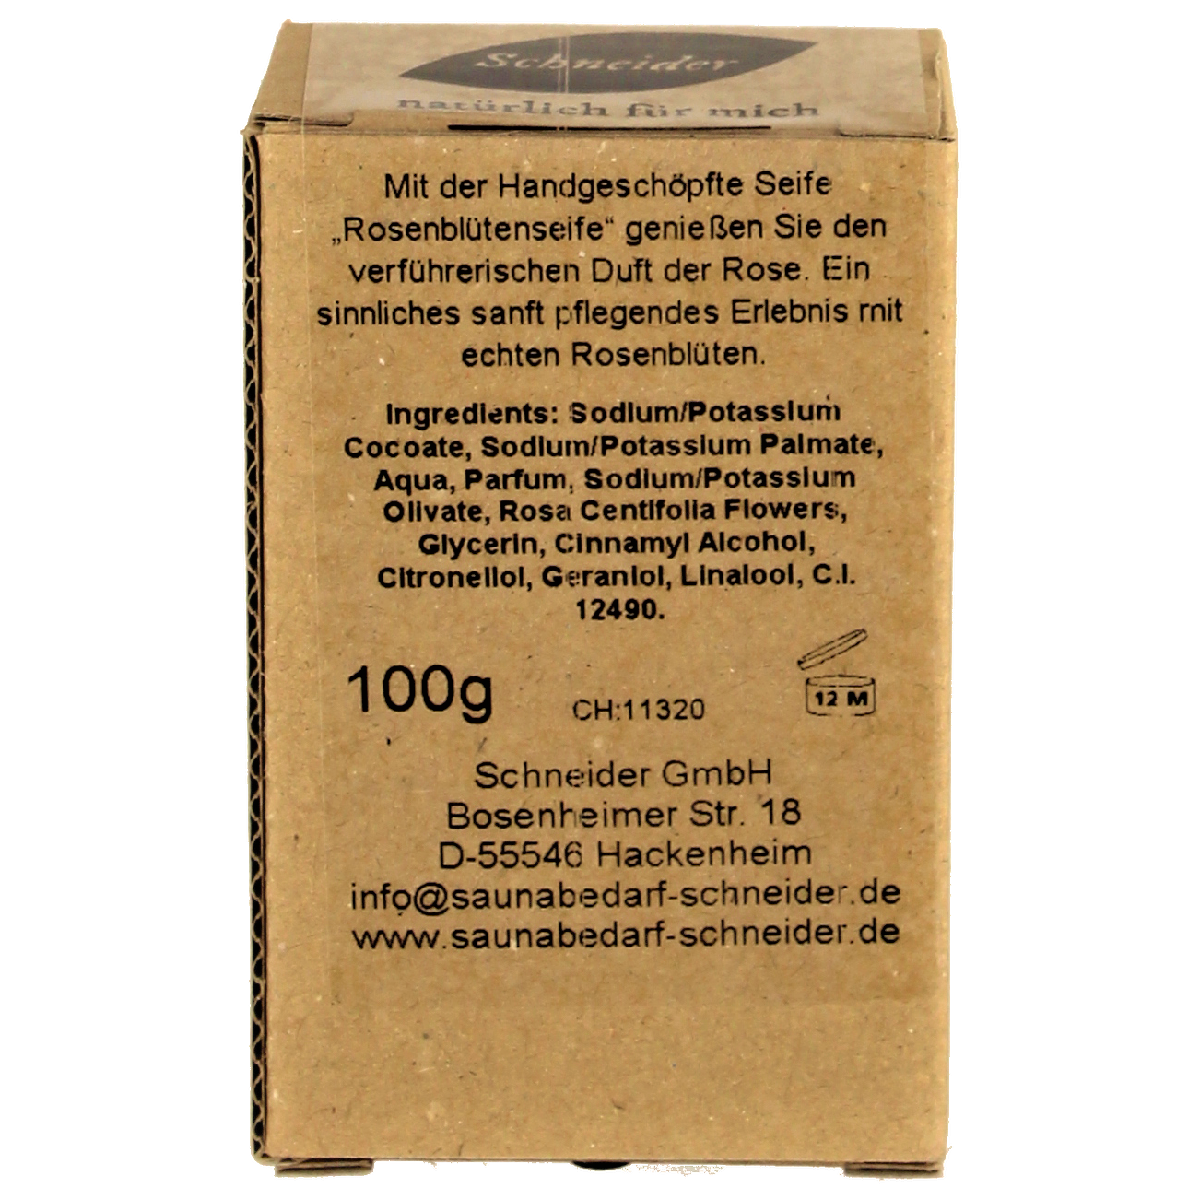 Schneider
natürlich für mich
Mit der Handgeschöpfte Seife
„Rosenblütenseife“ genießen Sie den
verführerischen Duft der Rose. Ein
sinnliches sanft pflegendes Erlebnis mit
echten Rosenblüten.
Ingredients: Sodium/Potassium
Cocoate, Sodium/Potassium Palmate,
Aqua, Parfum, Sodium/Potassium
Olivate, Rosa Centifolia Flowers,
Glycerin, Cinnamyl Alcohol,
Citronellol, Geraniol, Linalool, C.I.
12490.
100g
CH:11320
12 M
Schneider GmbH
Bosenheimer Str. 18
D-55546 Hackenheim
info@saunabedarf-schneider.de
www.saunabedarf-schneider.de